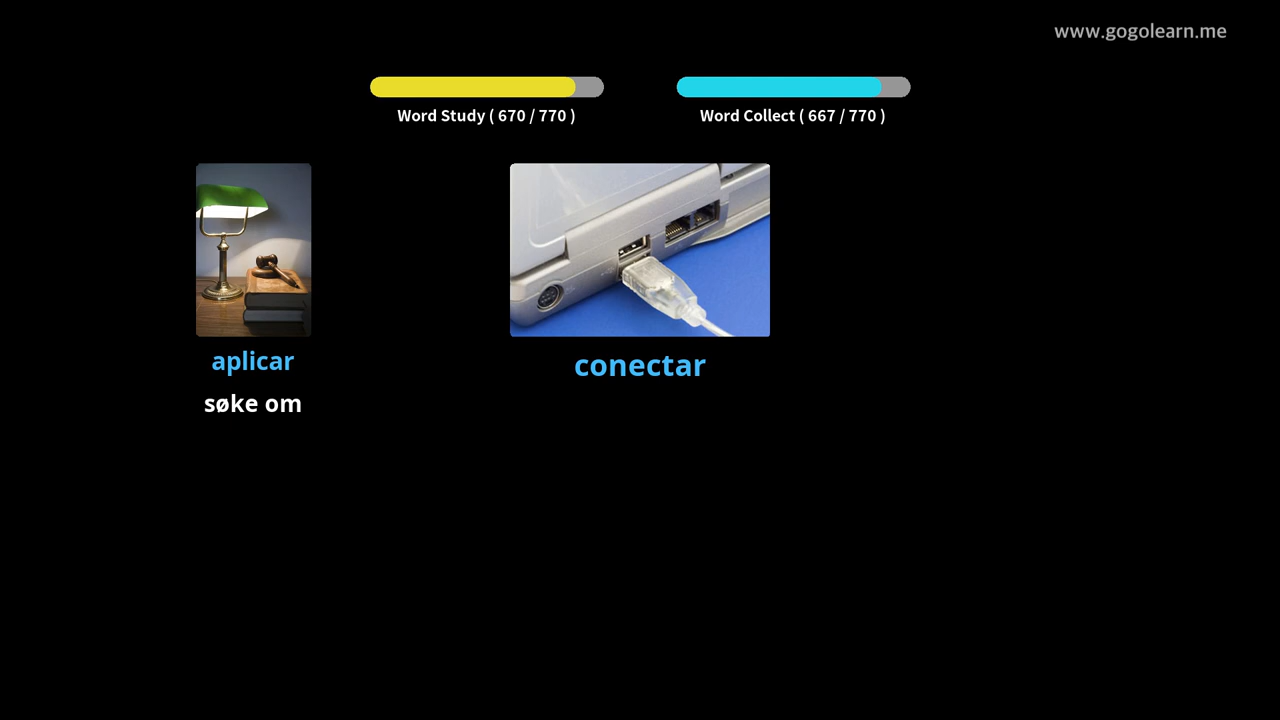 www.gogolearn.me
Word Study ( 670 / 770 )
Word Collect ( 667 / 770 )
aplicar
søke om
conectar